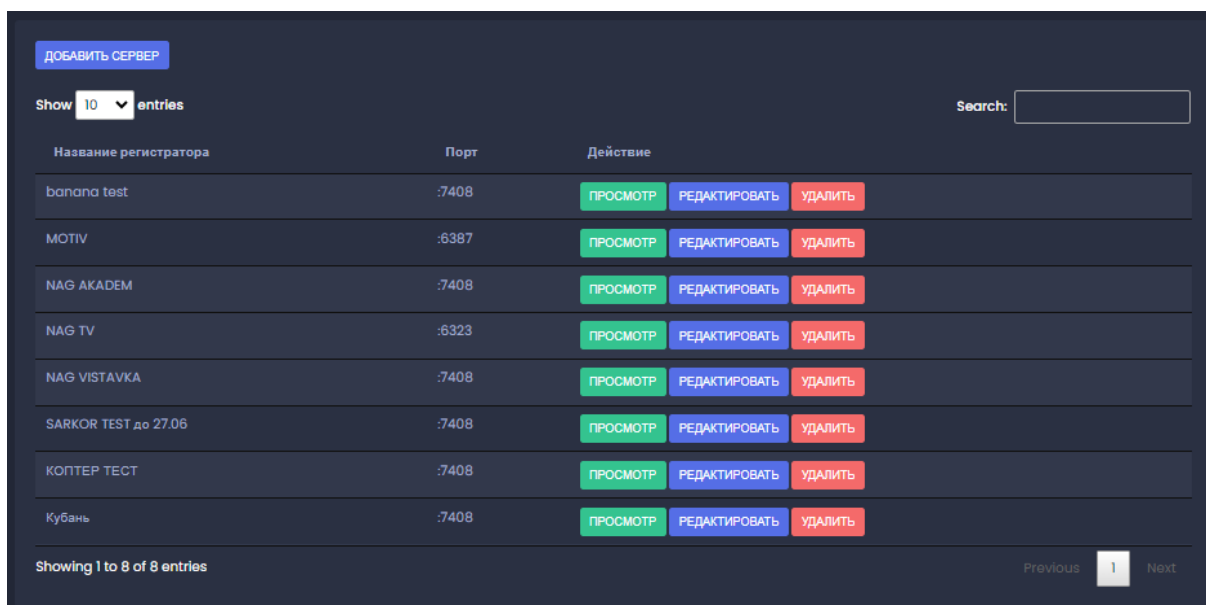 ДОБАВИТЬ СЕРВЕР
Show 10 entries Search:
Название регистратора Порт Действие
banana test :7408 ПРОСМОТР РЕДАКТИРОВАТЬ УДАЛИТЬ
MOTIV :6387 ПРОСМОТР РЕДАКТИРОВАТЬ УДАЛИТЬ
NAG AKADEM :7408 ПРОСМОТР РЕДАКТИРОВАТЬ УДАЛИТЬ
NAG TV :6323 ПРОСМОТР РЕДАКТИРОВАТЬ УДАЛИТЬ
NAG VISTAVKA :7408 ПРОСМОТР РЕДАКТИРОВАТЬ УДАЛИТЬ
SARKOR TEST до 27.06 :7408 ПРОСМОТР РЕДАКТИРОВАТЬ УДАЛИТЬ
КОПТЕР ТЕСТ :7408 ПРОСМОТР РЕДАКТИРОВАТЬ УДАЛИТЬ
Кубань :7408 ПРОСМОТР РЕДАКТИРОВАТЬ УДАЛИТЬ
Showing 1 to 8 of 8 entries Previous 1 Next